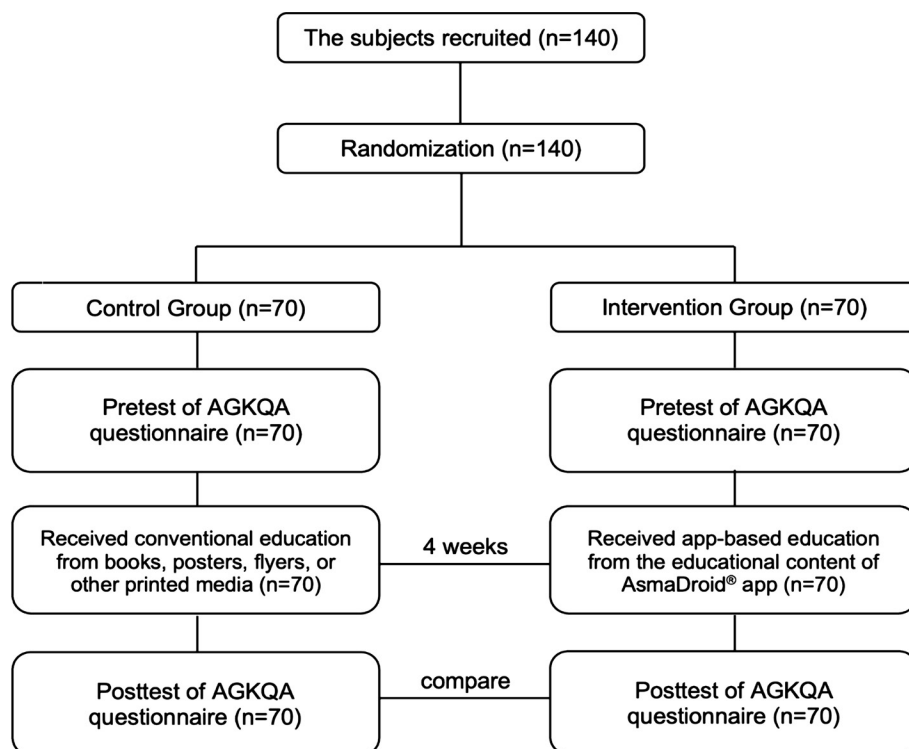 The subjects recruited (n=140)
Randomization (n=140)
Control Group (n=70)
Intervention Group (n=70)
Pretest of AGKQA
questionnaire (n=70)
Pretest of AGKQA
questionnaire (n=70)
Received conventional education
from books, posters, flyers, or
other printed media (n=70)
4 weeks
Received app-based education
from the educational content of
AsmaDroid® app (n=70)
Posttest of AGKQA
questionnaire (n=70)
compare
Posttest of AGKQA
questionnaire (n=70)